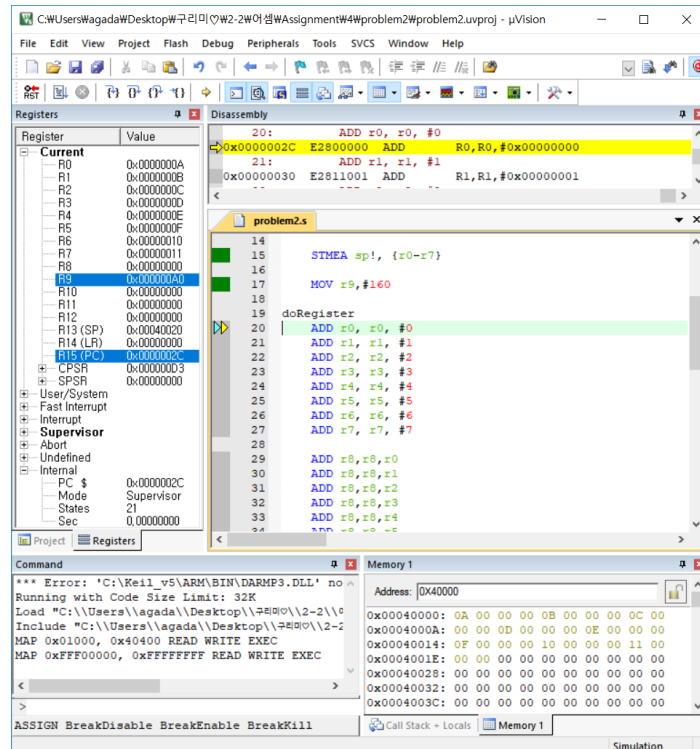 C:₩Users₩agada₩Desktop₩구리미♡₩2-2₩어셈₩Assignment₩4₩problem2₩problem2.uvproj - µVision
File Edit View Project Flash Debug Peripherals Tools SVCS Window Help
RST
Registers
Register Value
Current
R0 0x0000000A
R1 0x0000000B
R2 0x0000000C
R3 0x0000000D
R4 0x0000000E
R5 0x0000000F
R6 0x00000010
R7 0x00000011
R8 0x00000000
R9 0x000000A0
R10 0x00000000
R11 0x00000000
R12 0x00000000
R13 (SP) 0x00040020
R14 (LR) 0x00000000
R15 (PC) 0x0000002C
CPSR 0x000000D3
SPSR 0x00000000
User/System
Fast Interrupt
Interrupt
Supervisor
Abort
Undefined
Internal
PC $ 0x0000002C
Mode Supervisor
States 21
Sec 0,00000000
Project Registers
Disassembly
20: ADD r0, r0, #0
0x0000002C E2800000 ADD R0,R0,#0x00000000
21: ADD r1, r1, #1
0x00000030 E2811001 ADD R1,R1,#0x00000001
problem2.s
14
15 STMEA sp!, {r0-r7}
16
17 MOV r9,#160
18
19 doRegister
20 ADD r0, r0, #0
21 ADD r1, r1, #1
22 ADD r2, r2, #2
23 ADD r3, r3, #3
24 ADD r4, r4, #4
25 ADD r5, r5, #5
26 ADD r6, r6, #6
27 ADD r7, r7, #7
28
29 ADD r8,r8,r0
30 ADD r8,r8,r1
31 ADD r8,r8,r2
32 ADD r8,r8,r3
33 ADD r8,r8,r4
34 ADD r8,r8,r5
Command
*** Error: 'C:\Keil_v5\ARM\BIN\DARMP3.DLL' no
Running with Code Size Limit: 32K
Load "C:\\Users\\agada\\Desktop\\구리미♡\\2-2\\
Include "C:\\Users\\agada\\Desktop\\구리미♡\\2-2
MAP 0x01000, 0x40400 READ WRITE EXEC
MAP 0xFFF00000, 0xFFFFFFFF READ WRITE EXEC
>
ASSIGN BreakDisable BreakEnable BreakKill
Memory 1
Address: 0X40000
0x00040000: 0A 00 00 00 0B 00 00 00 0C 00
0x0004000A: 00 00 0D 00 00 00 0E 00 00 00
0x00040014: 0F 00 00 00 10 00 00 00 11 00
0x0004001E: 00 00 00 00 00 00 00 00 00 00
0x00040028: 00 00 00 00 00 00 00 00 00 00
0x00040032: 00 00 00 00 00 00 00 00 00 00
0x0004003C: 00 00 00 00 00 00 00 00 00 00
Call Stack + Locals Memory 1
Simulation